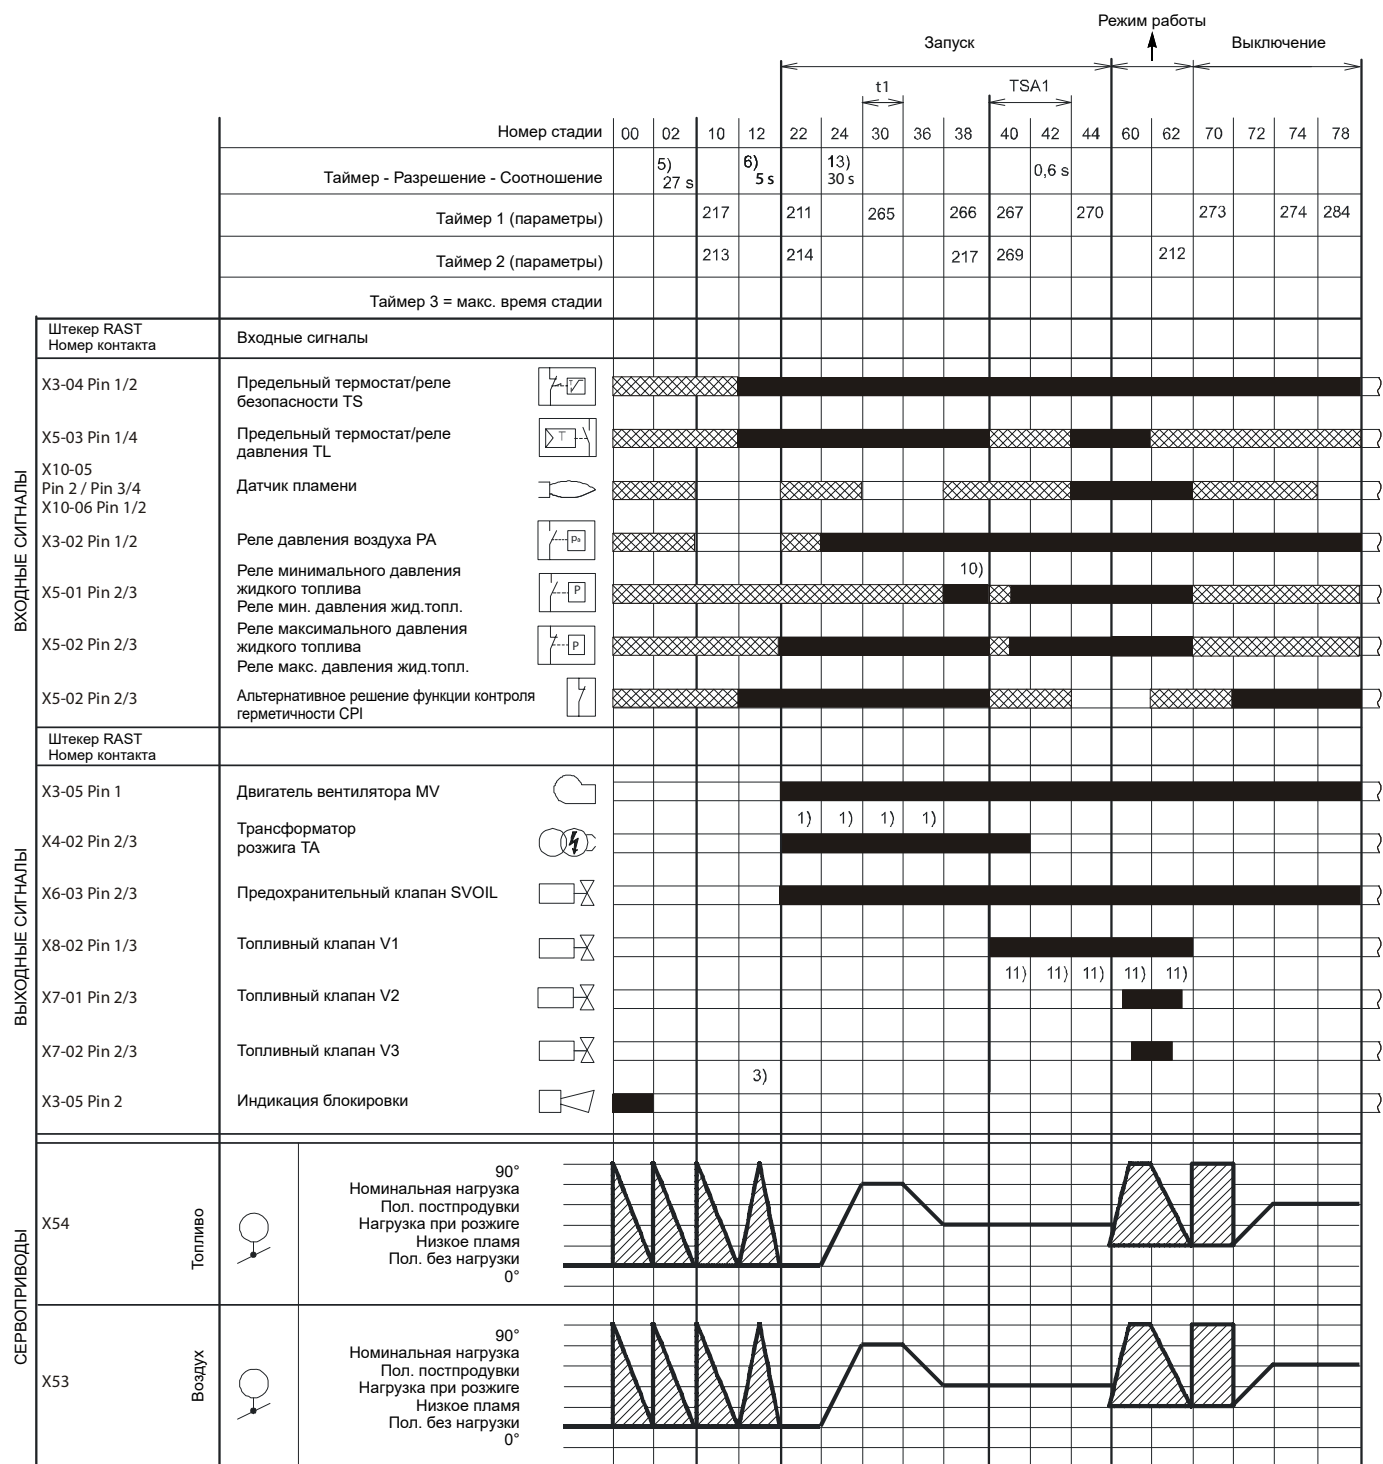 Режим работы
Запуск
Выключение
t1
TSA1
Номер стадии 00 02 10 12 22 24 30 36 38 40 42 44 60 62 70 72 74 78
Таймер - Разрешение - Соотношение 5) 27 s 6) 5 s 13) 30 s 0,6 s
Таймер 1 (параметры) 217 211 265 266 267 270 273 274 284
Таймер 2 (параметры) 213 214 217 269 212
Таймер 3 = макс. время стадии
Штекер RAST
Номер контакта
Входные сигналы
ВХОДНЫЕ СИГНАЛЫ
X3-04 Pin 1/2
Предельный термостат/реле
безопасности TS
X5-03 Pin 1/4
Предельный термостат/реле
давления TL
T
X10-05
Pin 2 / Pin 3/4
X10-06 Pin 1/2
Датчик пламени
X3-02 Pin 1/2
Реле давления воздуха PA
Pa
10)
X5-01 Pin 2/3
Реле минимального давления
жидкого топлива
Реле мин. давления жид.топл.
P
X5-02 Pin 2/3
Реле максимального давления
жидкого топлива
Реле макс. давления жид.топл.
P
X5-02 Pin 2/3
Альтернативное решение функции контроля
герметичности CPI
Штекер RAST
Номер контакта
ВЫХОДНЫЕ СИГНАЛЫ
X3-05 Pin 1
Двигатель вентилятора MV
1) 1) 1) 1)
X4-02 Pin 2/3
Трансформатор
розжига TA
X6-03 Pin 2/3
Предохранительный клапан SVOIL
X8-02 Pin 1/3
Топливный клапан V1
11) 11) 11) 11) 11)
X7-01 Pin 2/3
Топливный клапан V2
X7-02 Pin 2/3
Топливный клапан V3
3)
X3-05 Pin 2
Индикация блокировки
СЕРВОПРИВОДЫ
X54
Топливо
90°
Номинальная нагрузка
Пол. постпродувки
Нагрузка при розжиге
Низкое пламя
Пол. без нагрузки
0°
X53
Воздух
90°
Номинальная нагрузка
Пол. постпродувки
Нагрузка при розжиге
Низкое пламя
Пол. без нагрузки
0°